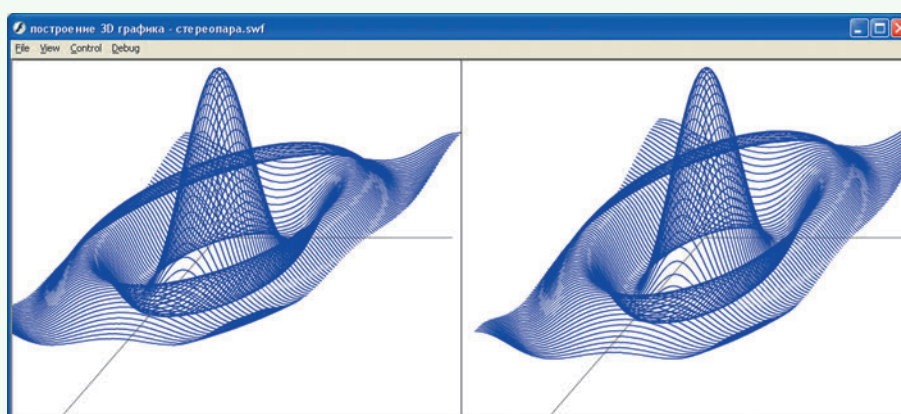 построение 3D графика - стереопара.swf
File View Control Debug